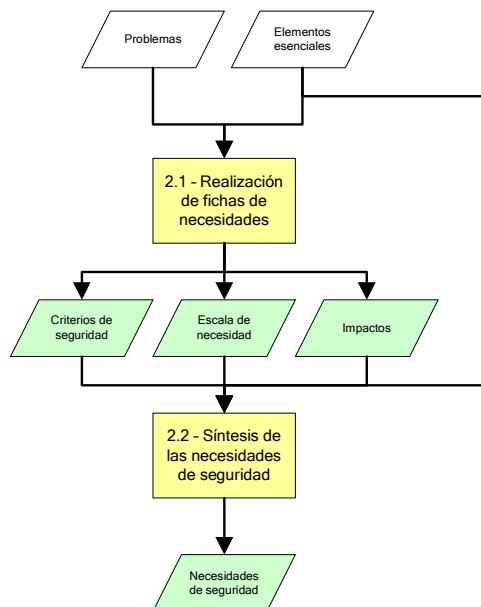 Problemas
Elementos
esenciales
2.1 - Realización
de fichas de
necesidades
Criterios de
seguridad
Escala de
necesidad
Impactos
2.2 - Síntesis de
las necesidades
de seguridad
Necesidades
de seguridad